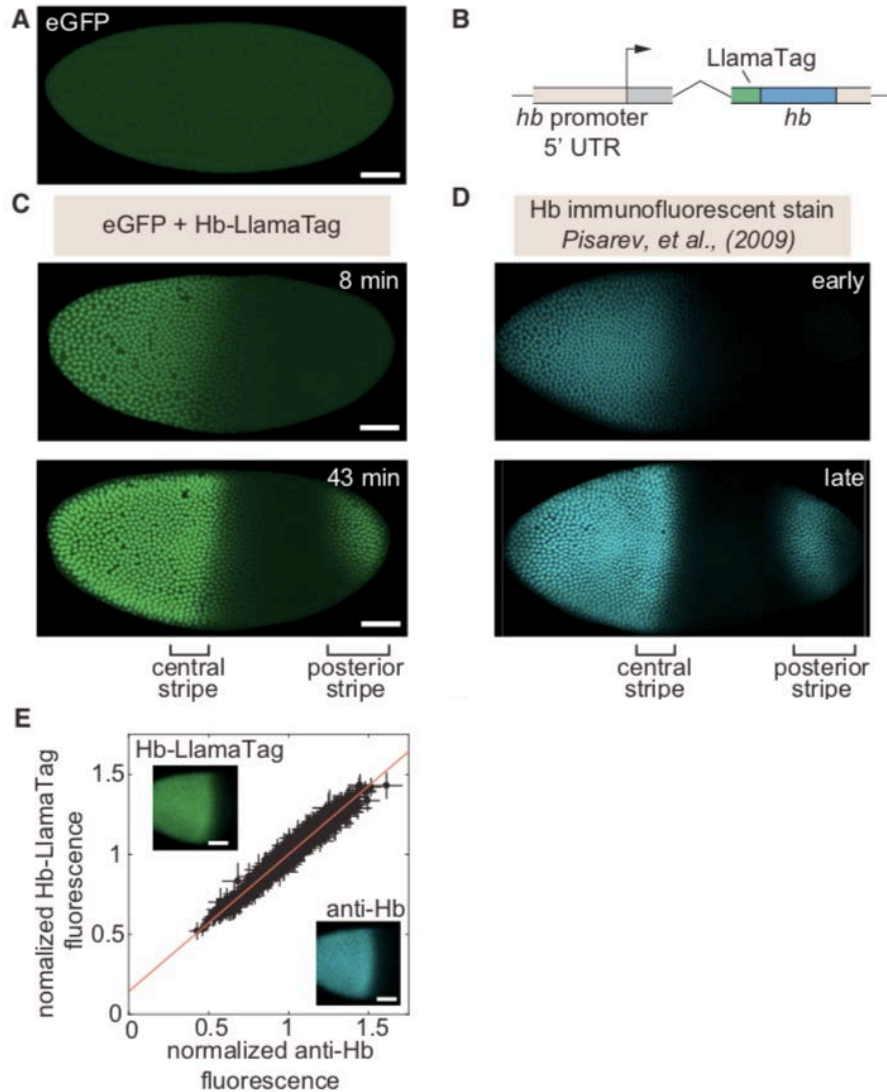 A
eGFP
B
LlamaTag
hb promoter
hb
5' UTR
C
eGFP + Hb-LlamaTag
8 min
43 min
central
stripe
posterior
stripe
D
Hb immunofluorescent stain
Pisarev, et al., (2009)
early
late
central
stripe
posterior
stripe
E
normalized Hb-LlamaTag
fluorescence
Hb-LlamaTag
anti-Hb
1.5
1
0.5
0
0
0.5
1
1.5
normalized anti-Hb
fluorescence